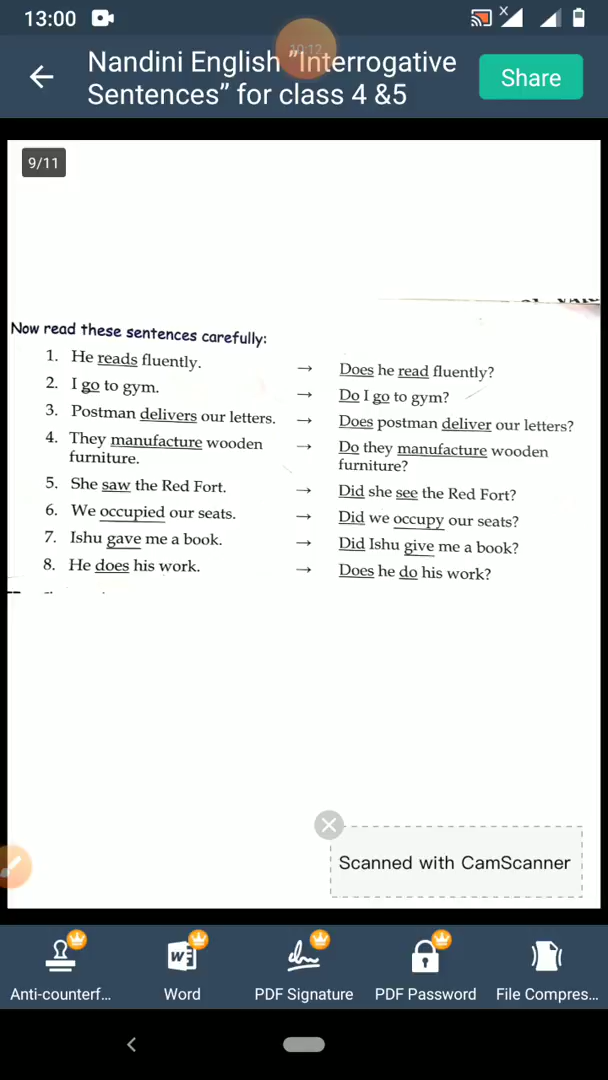 13:00
10:12
Nandini English "Interrogative
Sentences" for class 4 &5
Share
9/11
Now read these sentences carefully:
1. He reads fluently. → Does he read fluently?
2. I go to gym. → Do I go to gym?
3. Postman delivers our letters. → Does postman deliver our letters?
4. They manufacture wooden → Do they manufacture wooden
furniture. furniture?
5. She saw the Red Fort. → Did she see the Red Fort?
6. We occupied our seats. → Did we occupy our seats?
7. Ishu gave me a book. → Did Ishu give me a book?
8. He does his work. → Does he do his work?
Scanned with CamScanner
Anti-counterf... Word PDF Signature PDF Password File Compres...